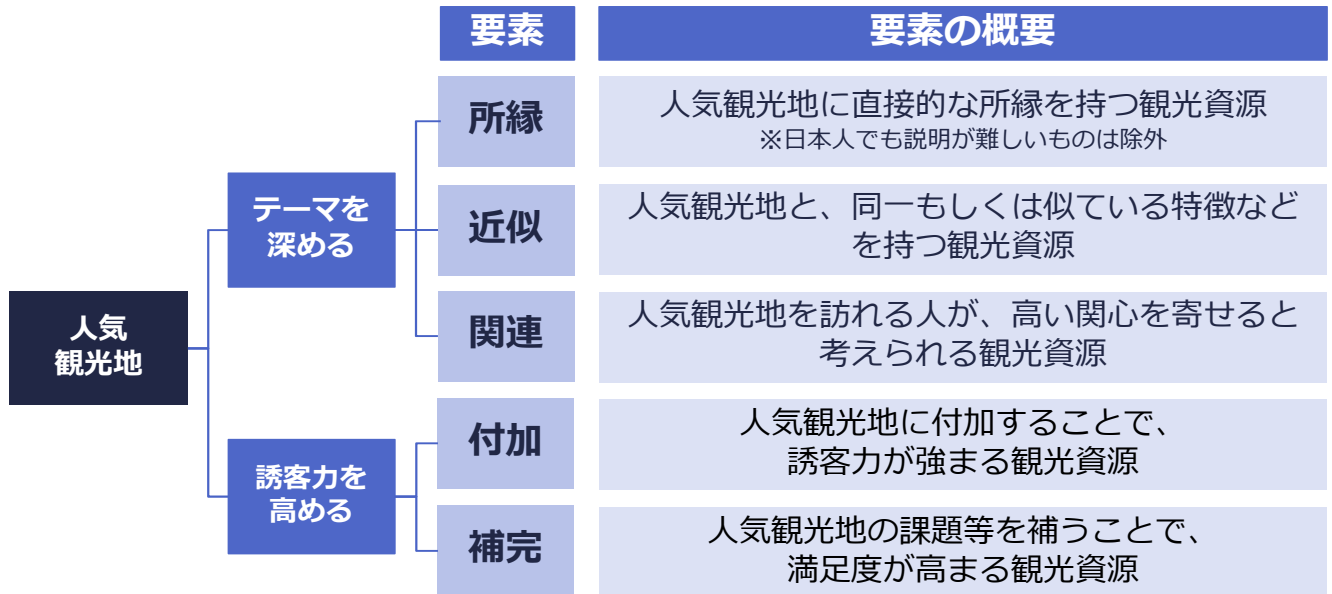 要素
要素の概要
所縁
人気観光地に直接的な所縁を持つ観光資源
※日本人でも説明が難しいものは除外
テーマを
深める
近似
人気観光地と、同一もしくは似ている特徴など
を持つ観光資源
関連
人気観光地を訪れる人が、高い関心を寄せると
考えられる観光資源
人気
観光地
付加
人気観光地に付加することで、
誘客力が強まる観光資源
誘客力を
高める
補完
人気観光地の課題等を補うことで、
満足度が高まる観光資源